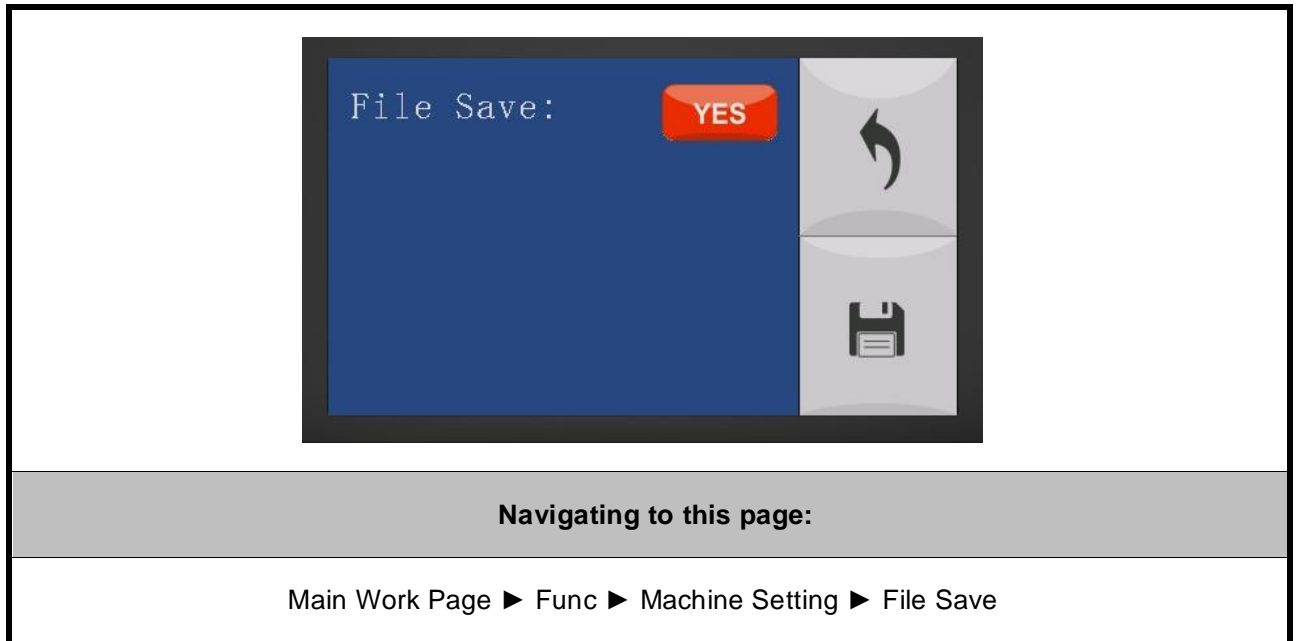 File Save:
YES
Navigating to this page:
Main Work Page ► Func ► Machine Setting ► File Save